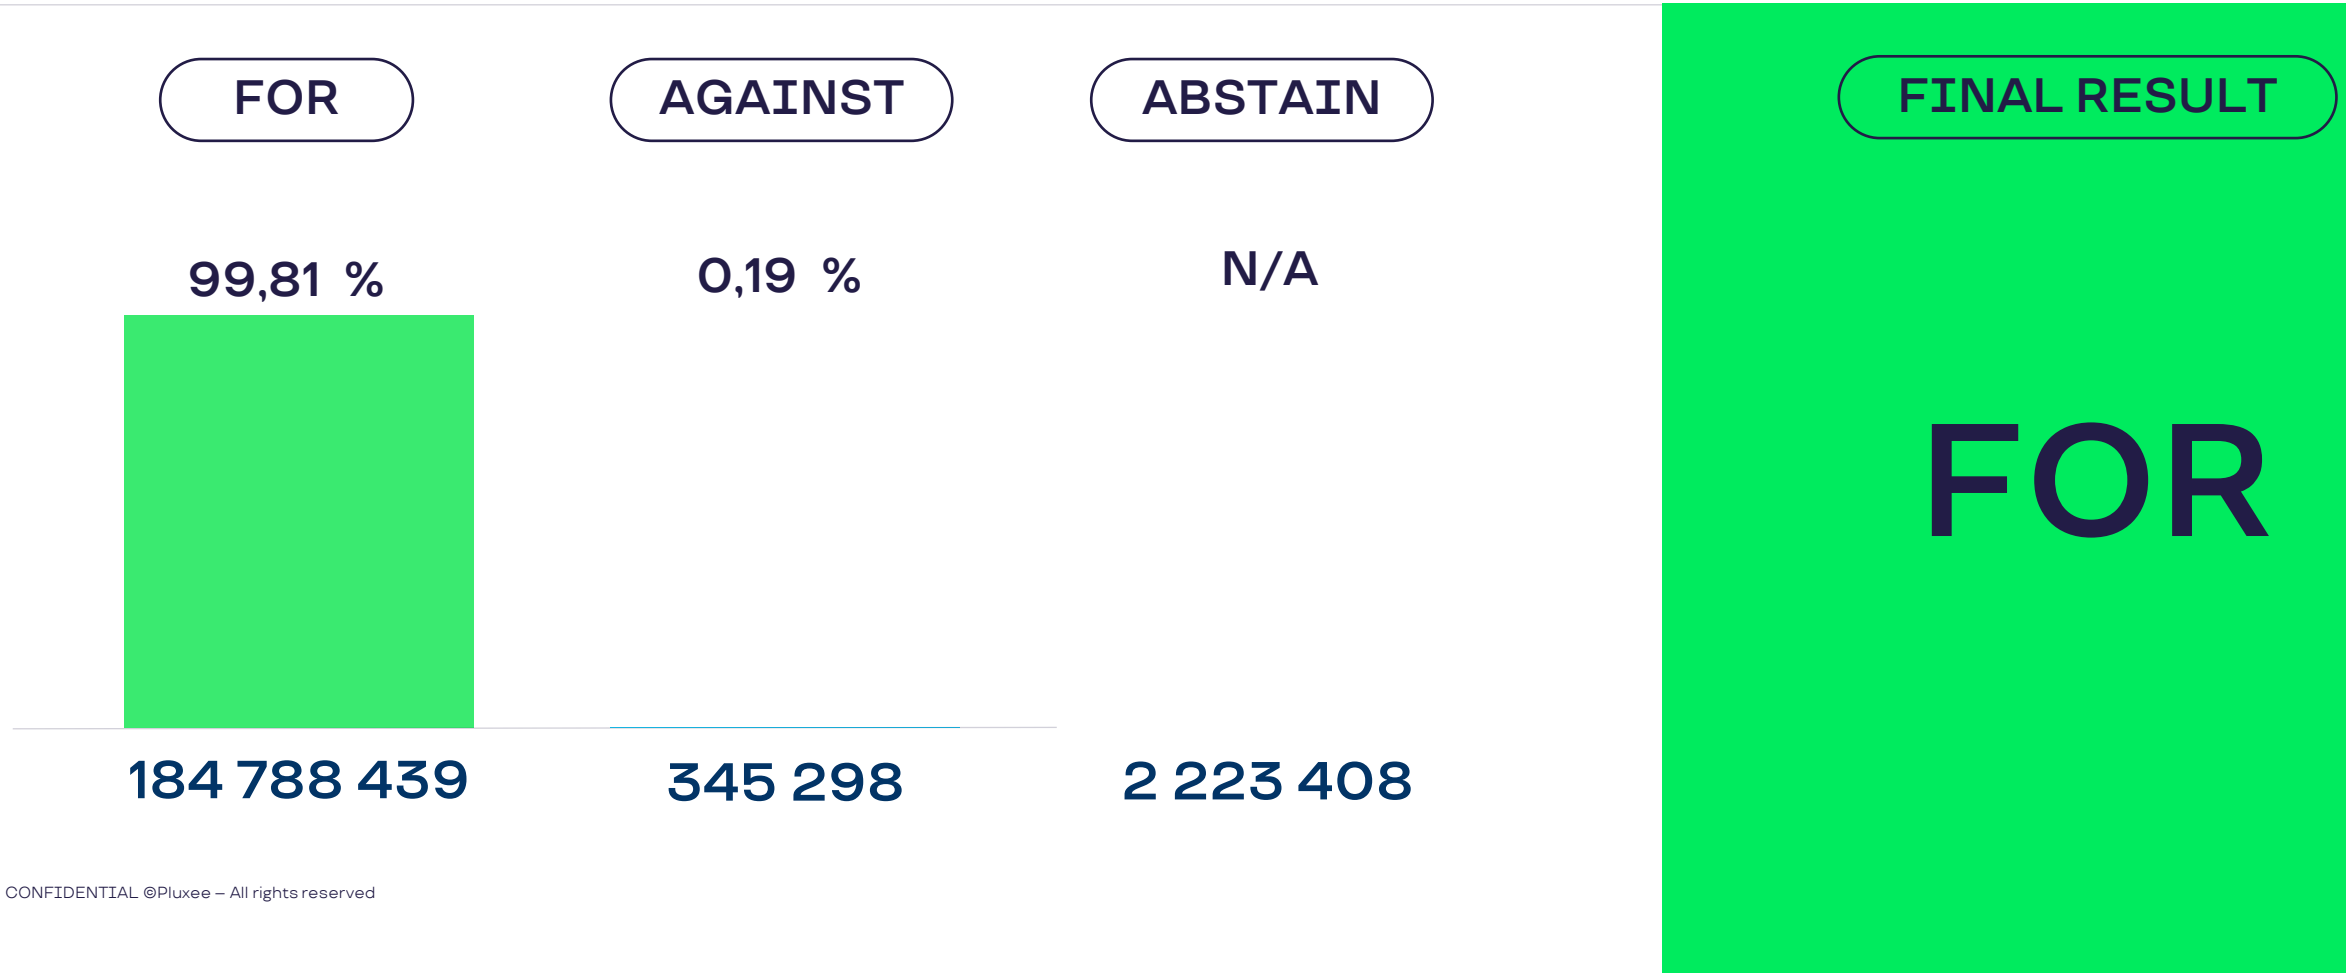 FOR AGAINST ABSTAIN FINAL RESULT
99,81 % 0,19 % N/A
FOR
184 788 439 345 298 2 223 408
CONFIDENTIAL ©Pluxee – All rights reserved